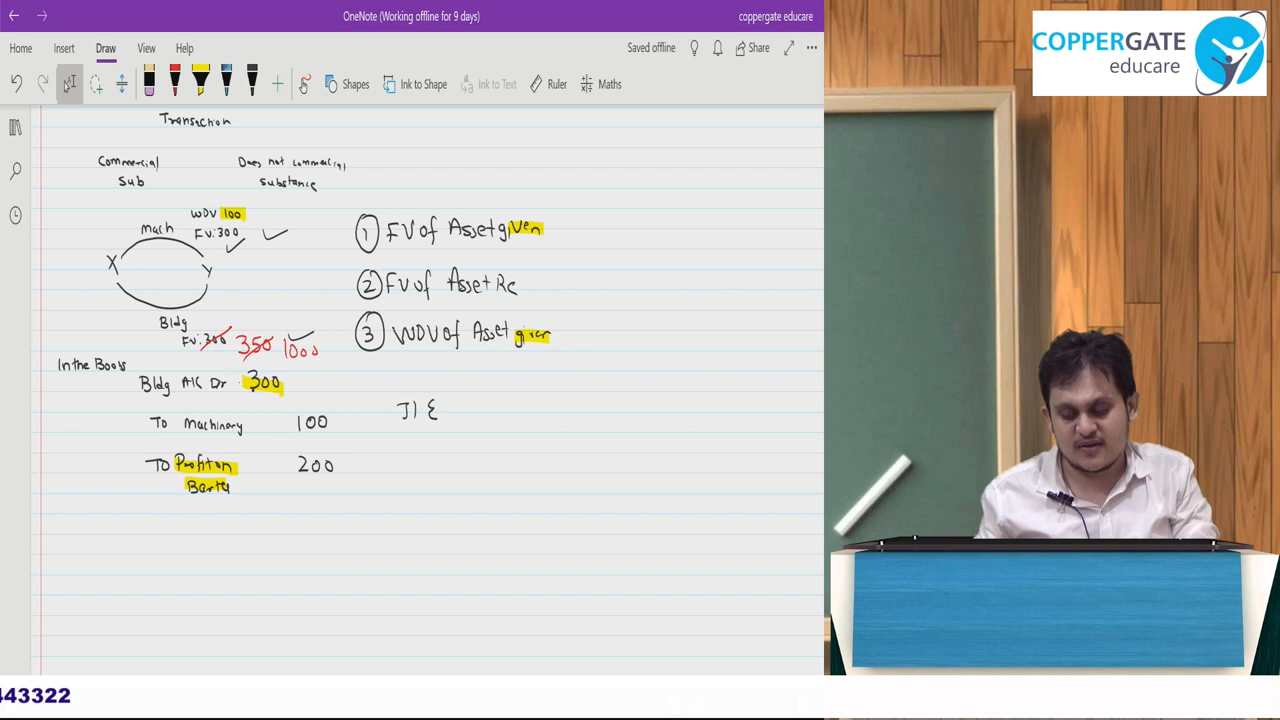 OneNote (Working offline for 9 days)
coppergate educare
Home Insert Draw View Help
Saved offline
Share
Shapes
Ink to Shape
Ink to Text
Ruler
Maths
COPPERGATE
educare
Transaction
Commercial
Sub
Does not commercial
substance
WDV 100
Mach
FV:300
X
Y
Bldg
FV:300 350 1000
In the Books
Bldg A/C Dr. 300
To Machinery 100
To Profit on 200
Barter
1 FV of Asset given
2 FV of Asset Re
3 WDV of Asset given
443322